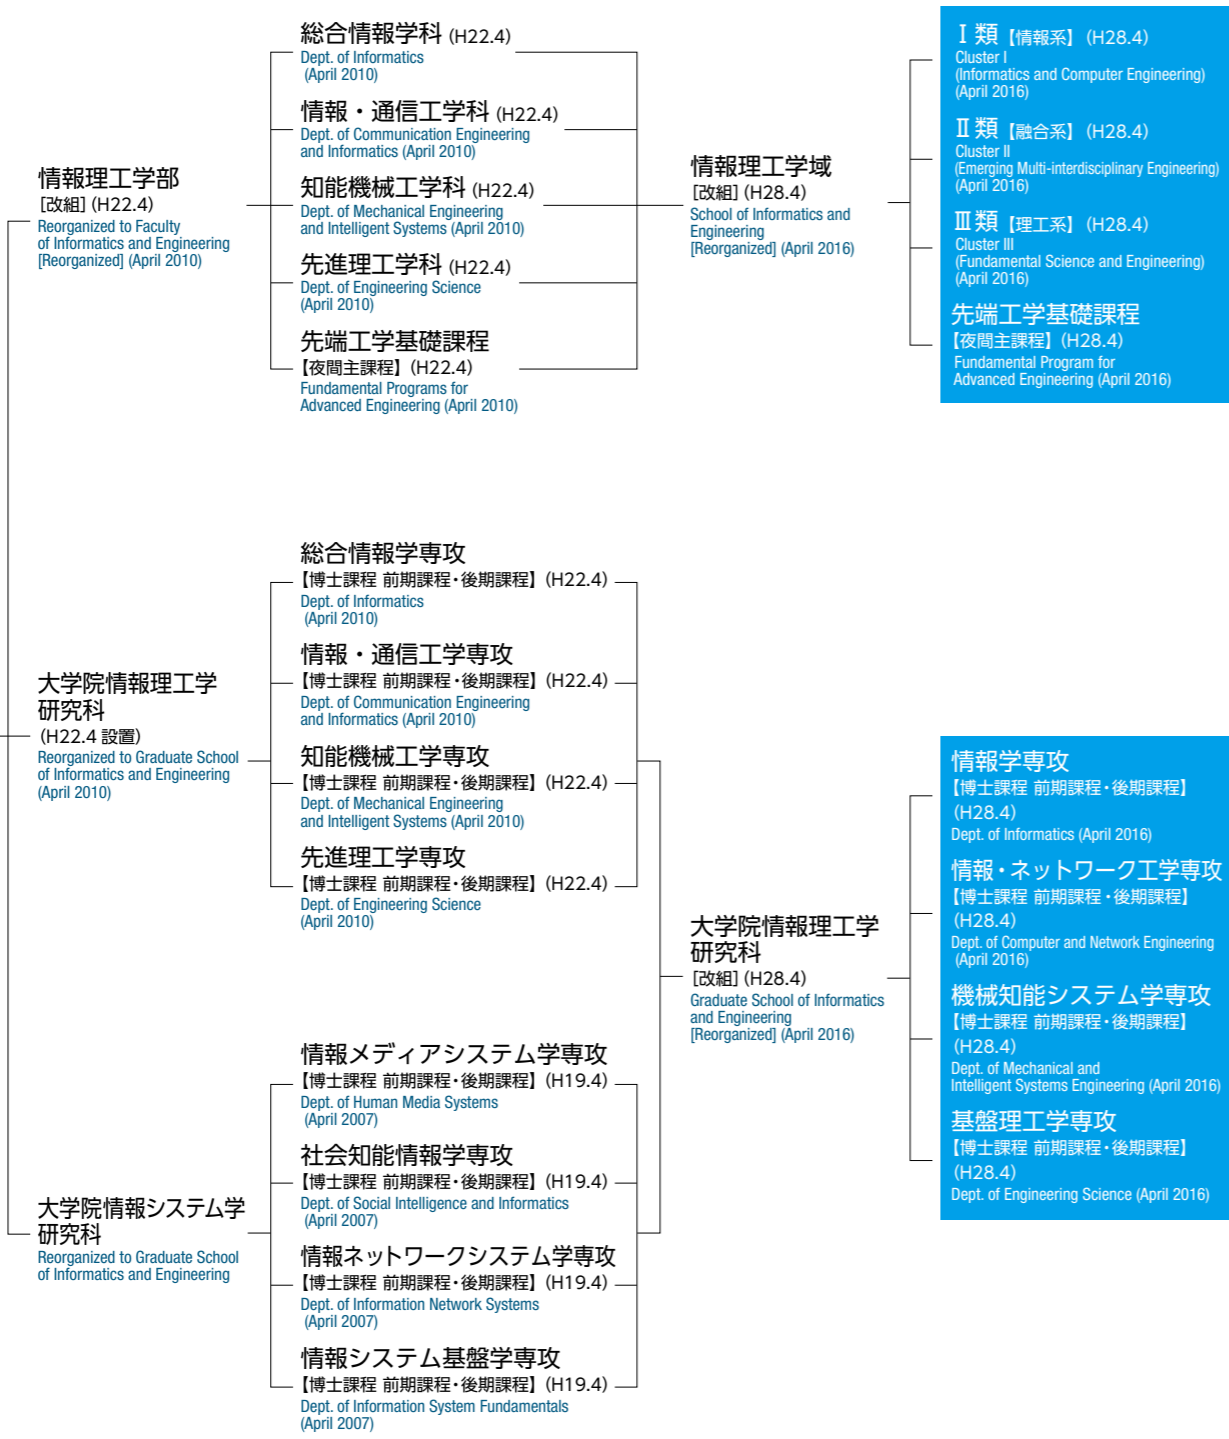 情報理工学部
[改組] (H22.4)
Reorganized to Faculty
of Informatics and Engineering
[Reorganized] (April 2010)
総合情報学科 (H22.4)
Dept. of Informatics
(April 2010)
情報・通信工学科 (H22.4)
Dept. of Communication Engineering
and Informatics (April 2010)
知能機械工学科 (H22.4)
Dept. of Mechanical Engineering
and Intelligent Systems (April 2010)
先進理工学科 (H22.4)
Dept. of Engineering Science
(April 2010)
先端工学基礎課程
【夜間主課程】 (H22.4)
Fundamental Programs for
Advanced Engineering (April 2010)
情報理工学域
[改組] (H28.4)
School of Informatics and
Engineering
[Reorganized] (April 2016)
Ⅰ類【情報系】 (H28.4)
Cluster I
(Informatics and Computer Engineering)
(April 2016)
Ⅱ類【融合系】 (H28.4)
Cluster II
(Emerging Multi-interdisciplinary Engineering)
(April 2016)
Ⅲ類【理工系】 (H28.4)
Cluster III
(Fundamental Science and Engineering)
(April 2016)
先端工学基礎課程
【夜間主課程】 (H28.4)
Fundamental Program for
Advanced Engineering (April 2016)
大学院情報理工学
研究科
(H22.4 設置)
Reorganized to Graduate School
of Informatics and Engineering
(April 2010)
総合情報学専攻
【博士課程 前期課程・後期課程】 (H22.4)
Dept. of Informatics
(April 2010)
情報・通信工学専攻
【博士課程 前期課程・後期課程】 (H22.4)
Dept. of Communication Engineering
and Informatics (April 2010)
知能機械工学専攻
【博士課程 前期課程・後期課程】 (H22.4)
Dept. of Mechanical Engineering
and Intelligent Systems (April 2010)
先進理工学専攻
【博士課程 前期課程・後期課程】 (H22.4)
Dept. of Engineering Science
(April 2010)
大学院情報システム学
研究科
Reorganized to Graduate School
of Informatics and Engineering
情報メディアシステム学専攻
【博士課程 前期課程・後期課程】 (H19.4)
Dept. of Human Media Systems
(April 2007)
社会知能情報学専攻
【博士課程 前期課程・後期課程】 (H19.4)
Dept. of Social Intelligence and Informatics
(April 2007)
情報ネットワークシステム学専攻
【博士課程 前期課程・後期課程】 (H19.4)
Dept. of Information Network Systems
(April 2007)
情報システム基盤学専攻
【博士課程 前期課程・後期課程】 (H19.4)
Dept. of Information System Fundamentals
(April 2007)
大学院情報理工学
研究科
[改組] (H28.4)
Graduate School of Informatics
and Engineering
[Reorganized] (April 2016)
情報学専攻
【博士課程 前期課程・後期課程】
(H28.4)
Dept. of Informatics (April 2016)
情報・ネットワーク工学専攻
【博士課程 前期課程・後期課程】
(H28.4)
Dept. of Computer and Network Engineering
(April 2016)
機械知能システム学専攻
【博士課程 前期課程・後期課程】
(H28.4)
Dept. of Mechanical and
Intelligent Systems Engineering (April 2016)
基盤理工学専攻
【博士課程 前期課程・後期課程】
(H28.4)
Dept. of Engineering Science (April 2016)